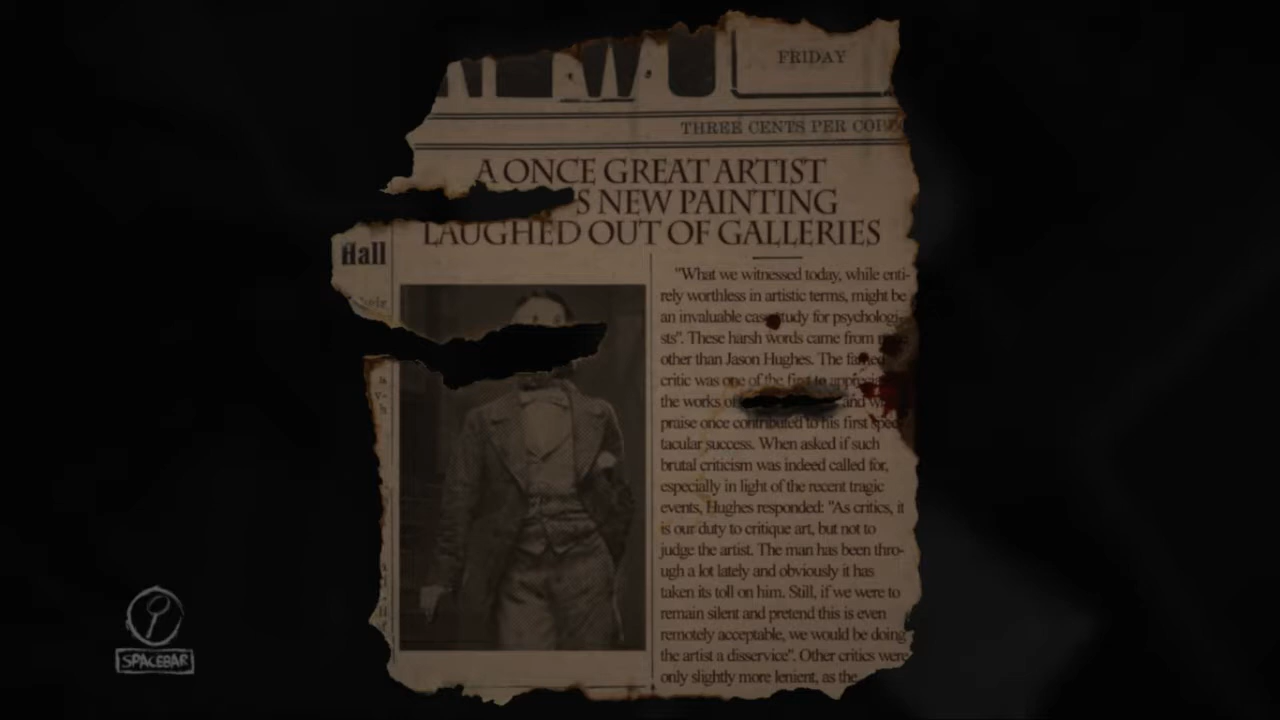 FRIDAY
THREE CENTS PER
A ONCE GREAT ARTIST
S NEW PAINTING
LAUGHED OUT OF GALLERIES
Hall
"What we witnessed today, while enti-
rely worthless in artistic terms, might be
an invaluable case study for psychologi-
sts". These harsh words came from
other than Jason Hughes. The famed
critic was one of the first to
the works of and
praise once contributed to his first spec-
tacular success. When asked if such
brutal criticism was indeed called for,
especially in light of the recent tragic
events, Hughes responded: "As critics, it
is our duty to critique art, but not to
judge the artist. The man has been thro-
ugh a lot lately and obviously it has
taken its toll on him. Still, if we were to
remain silent and pretend this is even
remotely acceptable, we would be doing
the artist a disservice". Other critics were
only slightly more lenient, as the
SPACEBAR